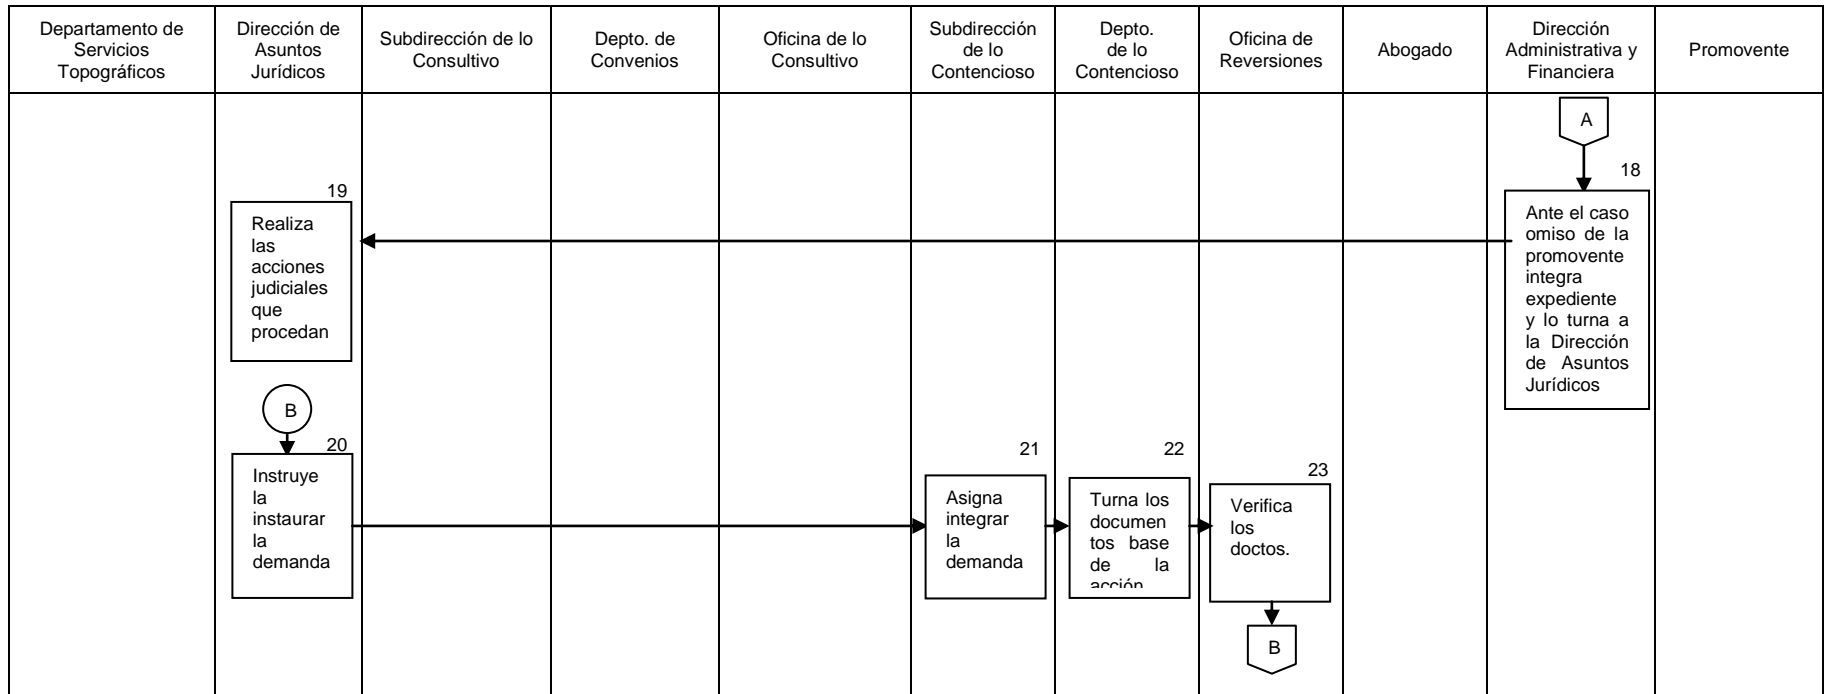 Departamento de
Servicios
Topográficos
Dirección de
Asuntos
Jurídicos
Subdirección de lo
Consultivo
Depto. de
Convenios
Oficina de lo
Consultivo
Subdirección
de lo
Contencioso
Depto.
de lo
Contencioso
Oficina de
Reversiones
Abogado
Dirección
Administrativa y
Financiera
Promovente
A
18
Ante el caso
omiso de la
promovente
integra
expediente
y lo turna a
la Dirección
de Asuntos
Jurídicos
19
Realiza
las
acciones
judiciales
que
procedan
B
20
Instruye
la
instaurar
la
demanda
21
Asigna
integrar
la
demanda
22
Turna los
documen
tos base
de la
acción
23
Verifica
los
doctos.
B